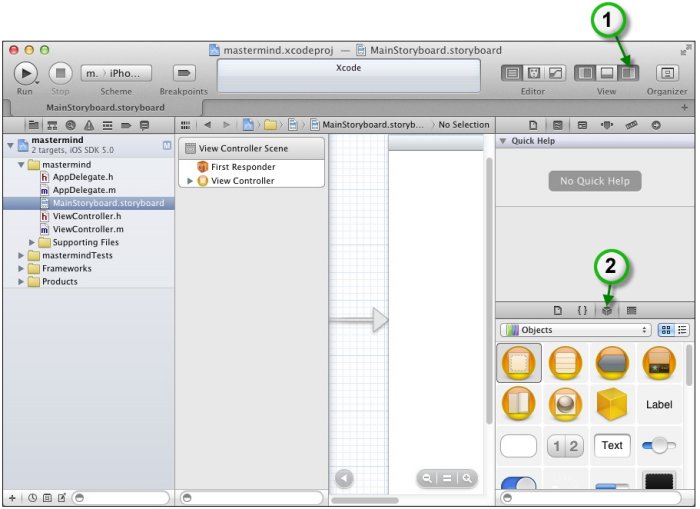 1
mastermind.xcodeproj — MainStoryboard.storyboard
m. 〉iPho...
Xcode
Run Stop Scheme Breakpoints Editor View Organizer
MainStoryboard.storyboard
MainStoryboard.storyb... 〉No Selection
mastermind
2 targets, iOS SDK 5.0
M
mastermind
h AppDelegate.h
m AppDelegate.m
MainStoryboard.storyboard
h ViewController.h
m ViewController.m
Supporting Files
mastermindTests
Frameworks
Products
View Controller Scene
First Responder
View Controller
Quick Help
No Quick Help
2
{ }
Objects
Label
1 2
Text